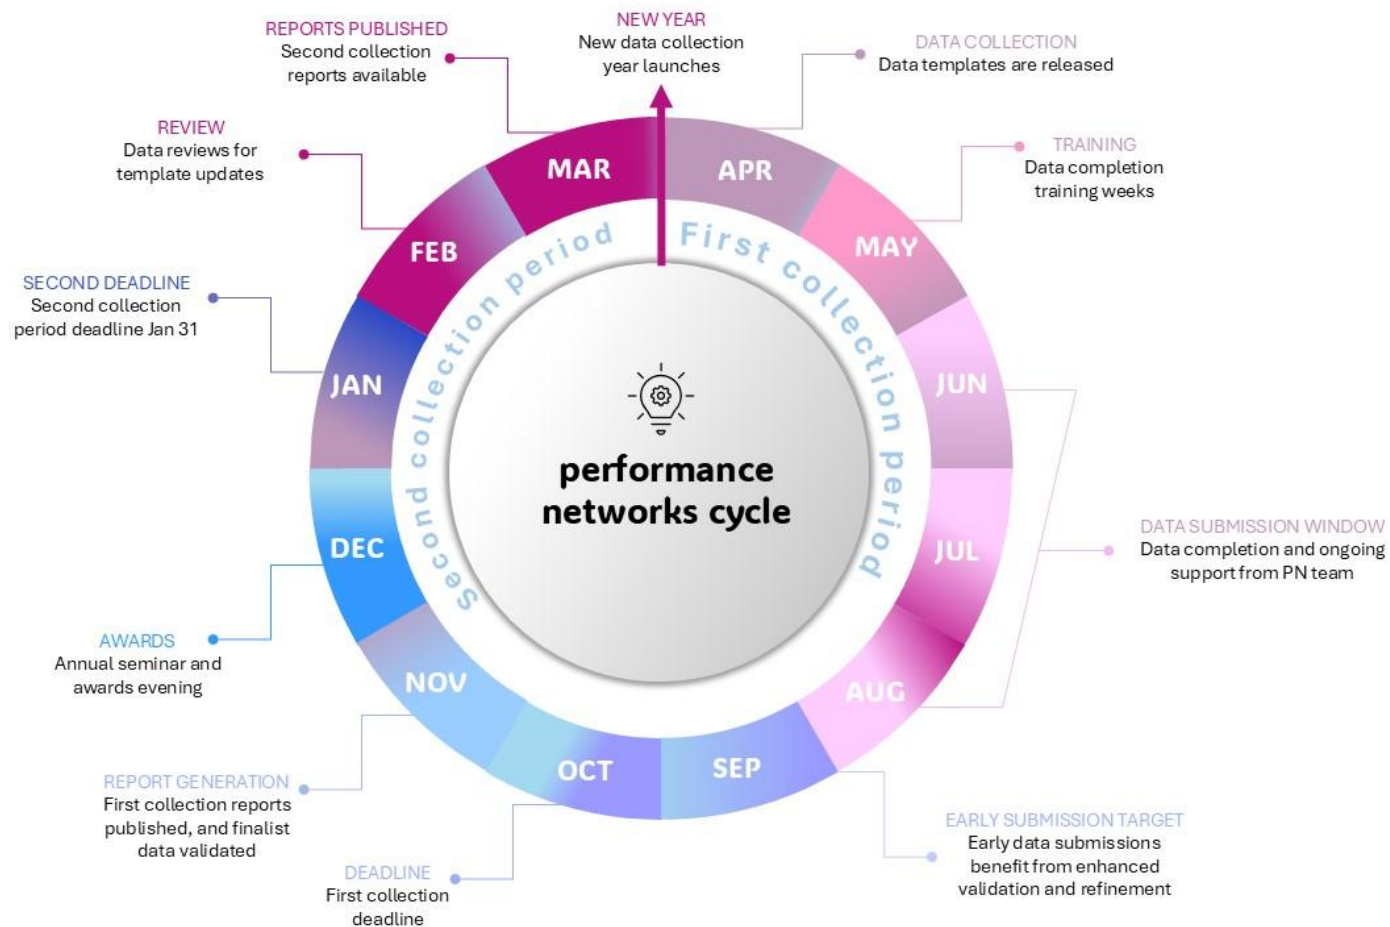 NEW YEAR
New data collection
year launches
DATA COLLECTION
Data templates are released
TRAINING
Data completion
training weeks
DATA SUBMISSION WINDOW
Data completion and ongoing
support from PN team
EARLY SUBMISSION TARGET
Early data submissions
benefit from enhanced
validation and refinement
DEADLINE
First collection
deadline
REPORT GENERATION
First collection reports
published, and finalist
data validated
AWARDS
Annual seminar and
awards evening
SECOND DEADLINE
Second collection
period deadline Jan 31
REVIEW
Data reviews for
template updates
REPORTS PUBLISHED
Second collection
reports available
APR
MAY
JUN
JUL
AUG
SEP
OCT
NOV
DEC
JAN
FEB
MAR
First collection period
Second collection period
performance
networks cycle